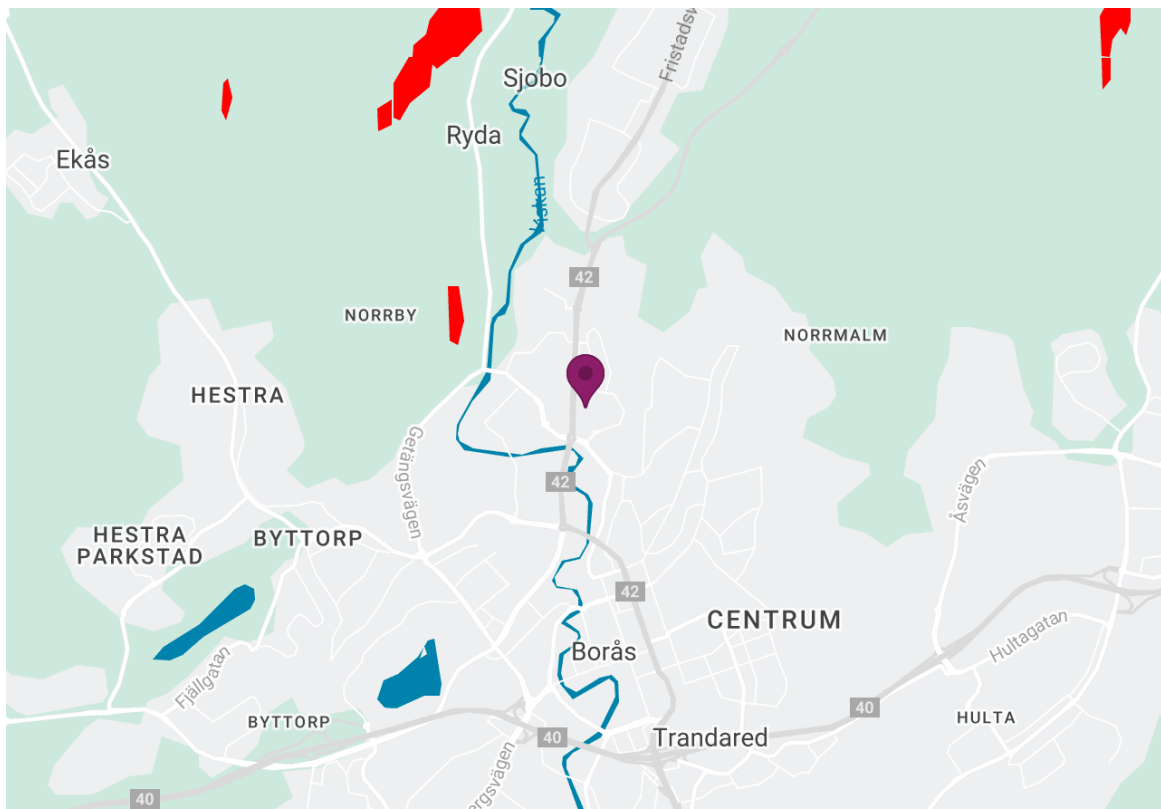 Sjobo
Fristadsv
Ryda
Ekås
Viskan
42
NORRBY
NORRMALM
HESTRA
Getängsvägen
42
Åsvägen
HESTRA
PARKSTAD
BYTTORP
42
CENTRUM
Hultagatan
Borås
Fjällgatan
BYTTORP
40
HULTA
40
Trandared
ergsvägen
40